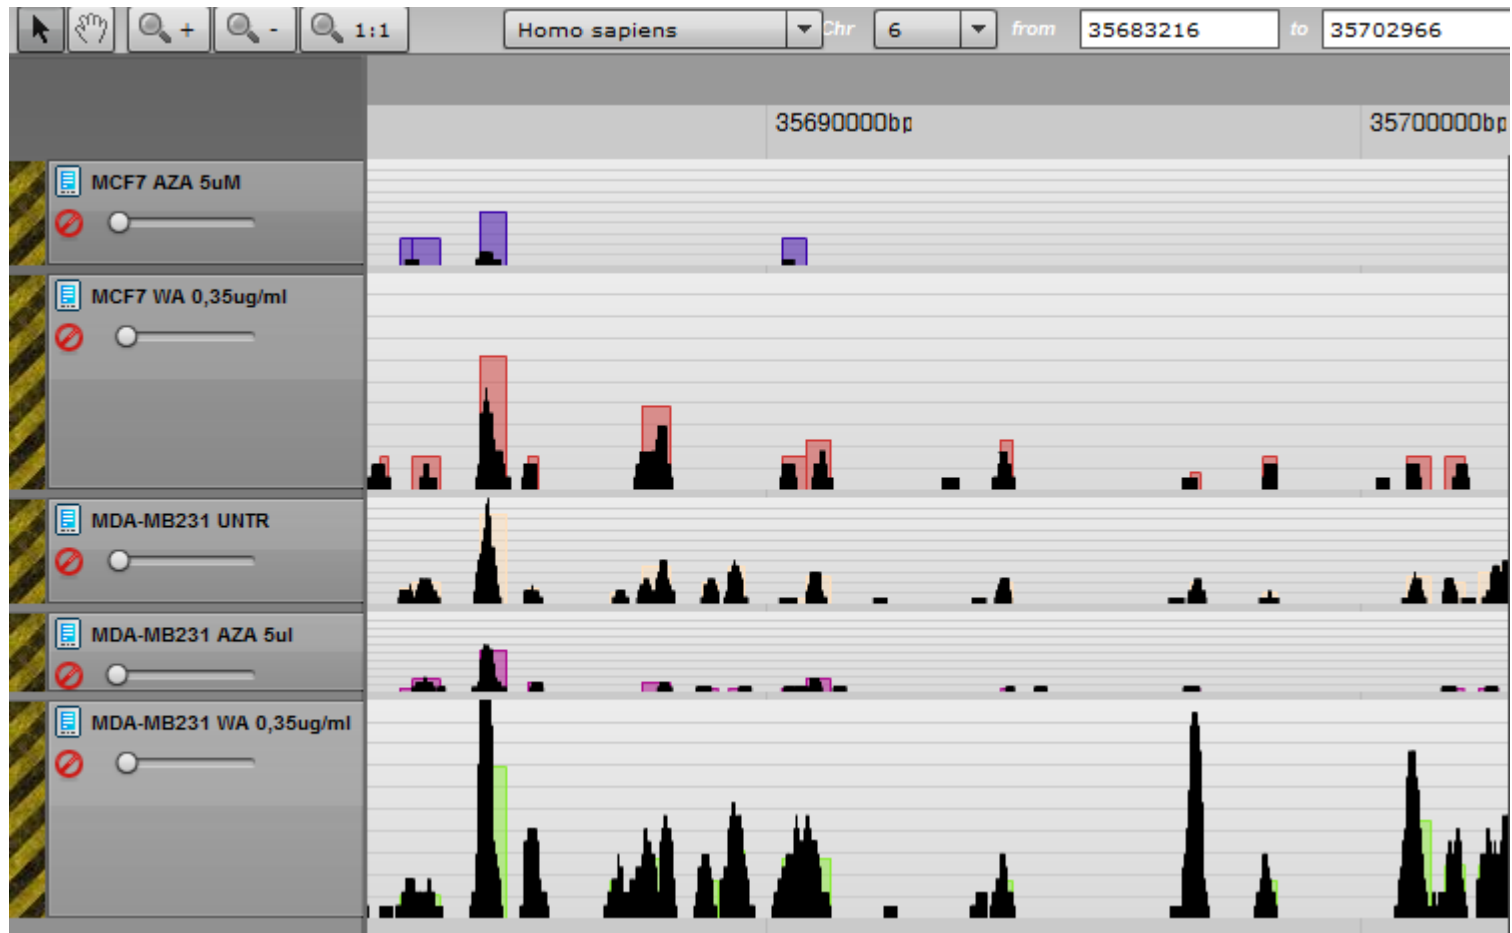 + - 1:1 Homo sapiens Chr 6 from 35683216 to 35702966
35690000bp 35700000bp
MCF7 AZA 5uM
MCF7 WA 0,35ug/ml
MDA-MB231 UNTR
MDA-MB231 AZA 5ul
MDA-MB231 WA 0,35ug/ml